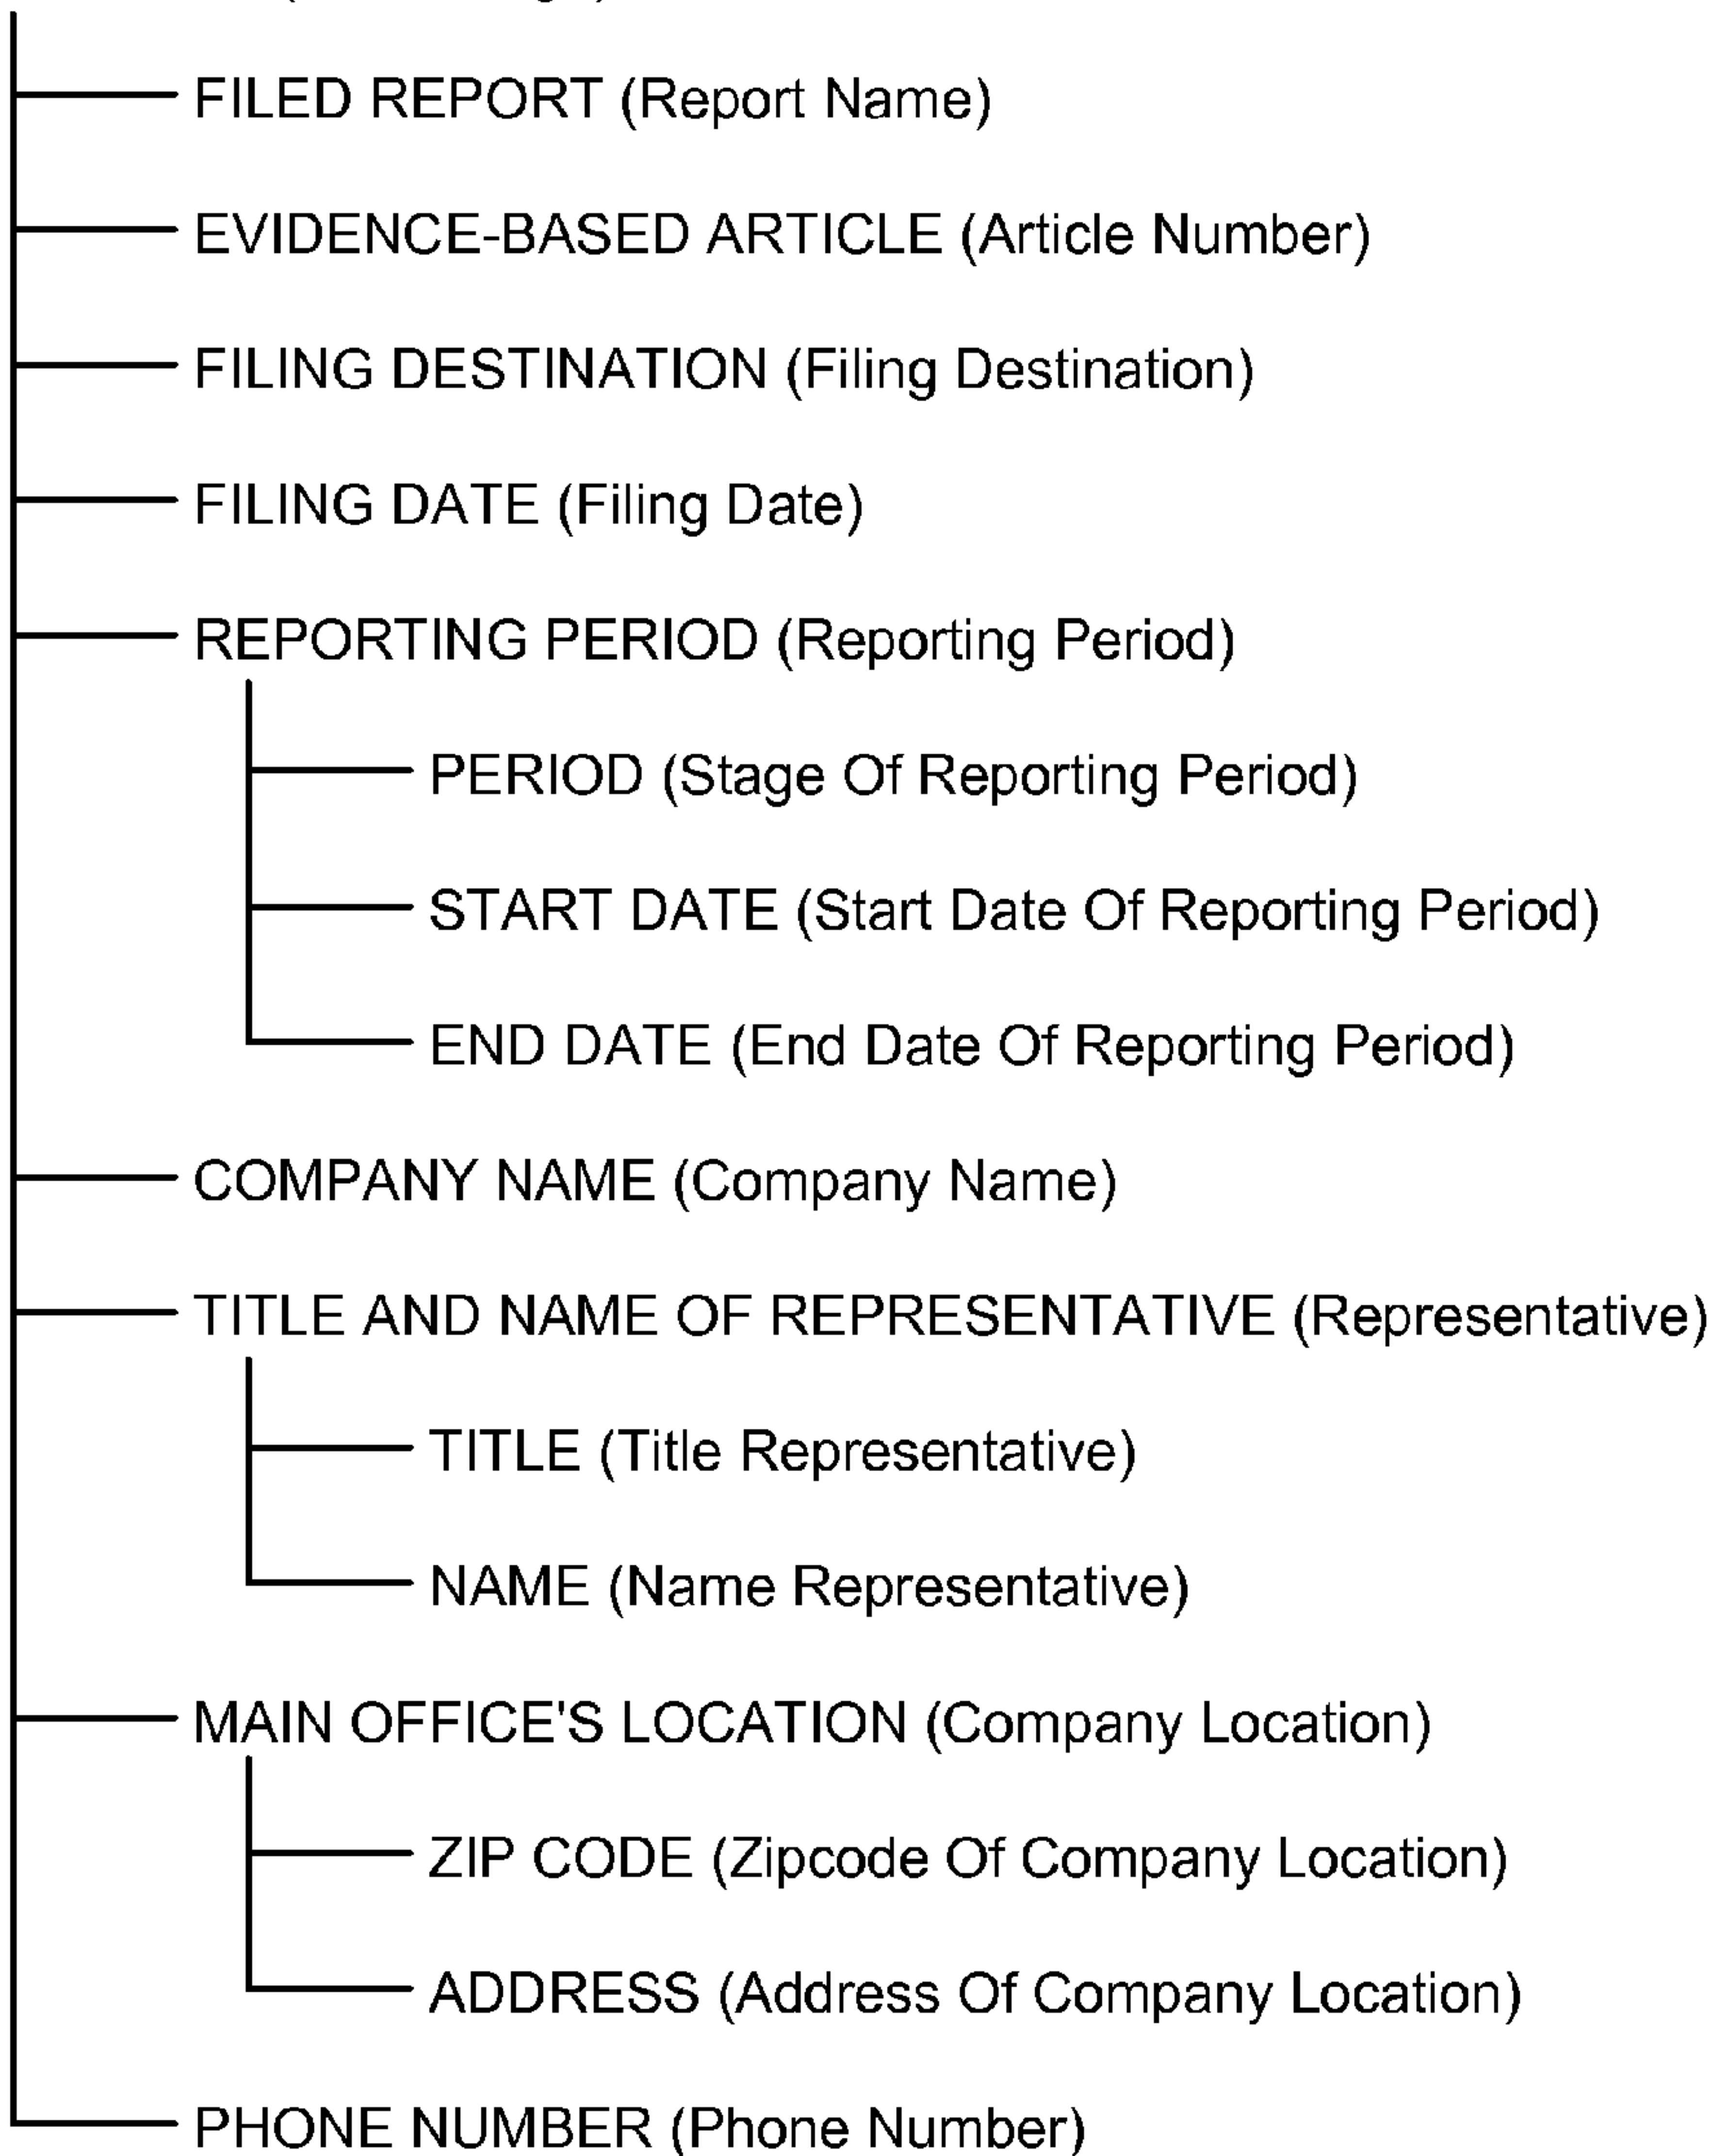 FILED REPORT (Report Name)
EVIDENCE-BASED ARTICLE (Article Number)
FILING DESTINATION (Filing Destination)
FILING DATE (Filing Date)
REPORTING PERIOD (Reporting Period)
PERIOD (Stage Of Reporting Period)
START DATE (Start Date Of Reporting Period)
END DATE (End Date Of Reporting Period)
COMPANY NAME (Company Name)
TITLE AND NAME OF REPRESENTATIVE (Representative)
TITLE (Title Representative)
NAME (Name Representative)
MAIN OFFICE'S LOCATION (Company Location)
ZIP CODE (Zipcode Of Company Location)
ADDRESS (Address Of Company Location)
PHONE NUMBER (Phone Number)